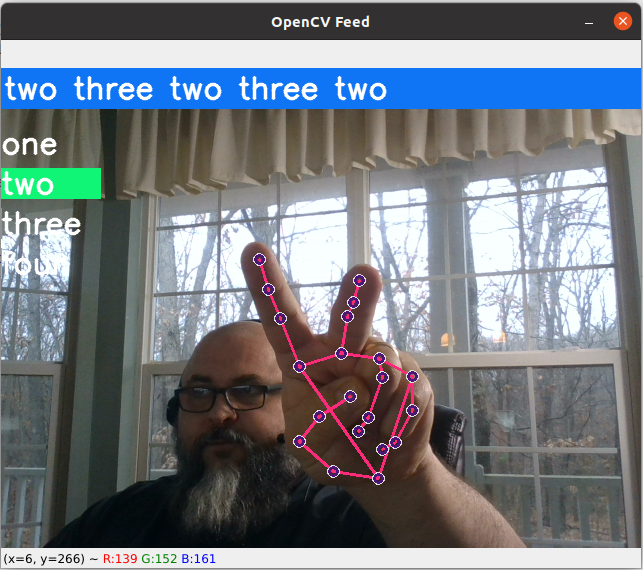 OpenCV Feed
two three two three two
one
two
three
four
(x=6, y=266) ~ R:139 G:152 B:161